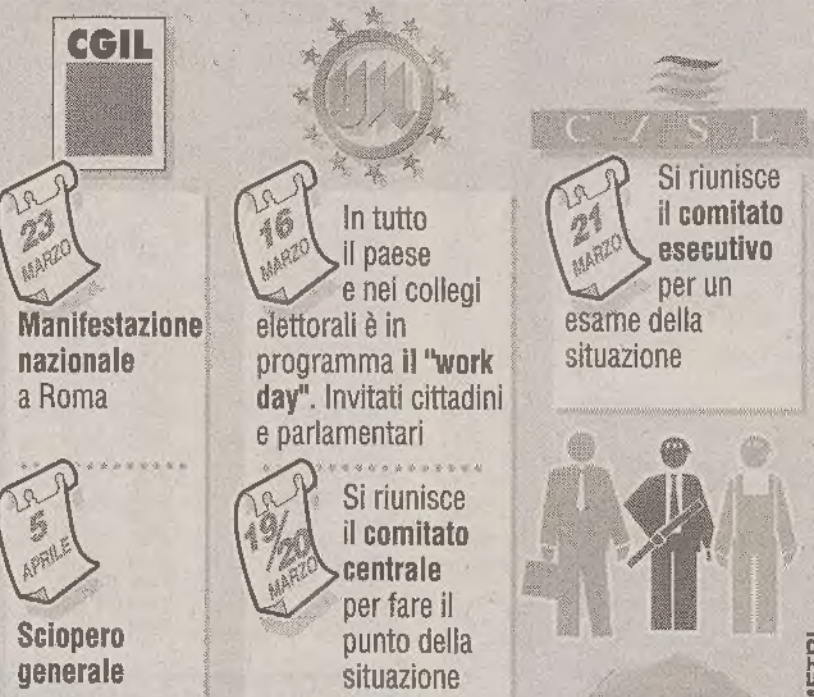 CGIL
23
MARZO
Manifestazione
nazionale
a Roma
5
APRILE
Sciopero
generale
UIL
16
MARZO
In tutto
il paese
e nei collegi
elettorali è in
programma il "work
day". Invitati cittadini
e parlamentari
19/20
MARZO
Si riunisce
il comitato
centrale
per fare il
punto della
situazione
CISL
21
MARZO
Si riunisce
il comitato
esecutivo
per un
esame della
situazione